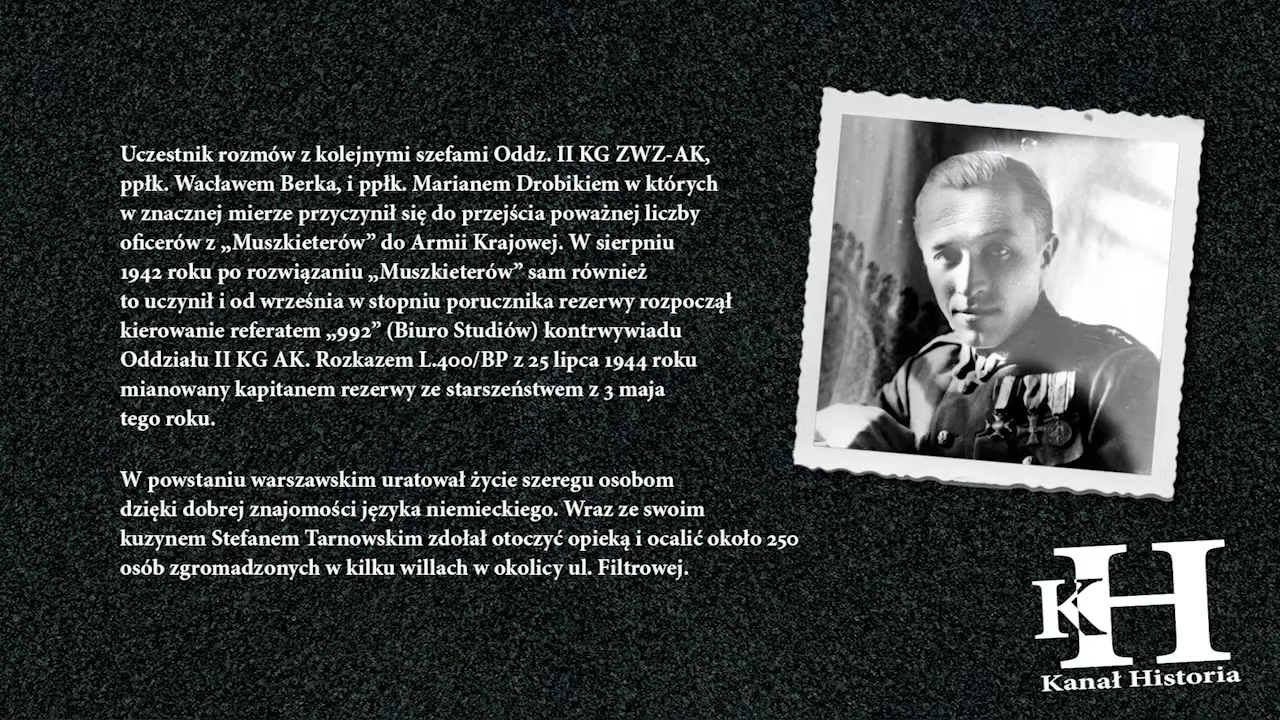 Uczestnik rozmów z kolejnymi szefami Oddz. II KG ZWZ-AK,
ppłk. Wacławem Berka, i ppłk. Marianem Drobikiem w których
w znacznej mierze przyczynił się do przejścia poważnej liczby
oficerów z „Muszkieterów” do Armii Krajowej. W sierpniu
1942 roku po rozwiązaniu „Muszkieterów” sam również
to uczynił i od września w stopniu porucznika rezerwy rozpoczął
kierowanie referatem „992” (Biuro Studiów) kontrwywiadu
Oddziału II KG AK. Rozkazem L.400/BP z 25 lipca 1944 roku
mianowany kapitanem rezerwy ze starszeństwem z 3 maja
tego roku.
W powstaniu warszawskim uratował życie szeregu osobom
dzięki dobrej znajomości języka niemieckiego. Wraz ze swoim
kuzynem Stefanem Tarnowskim zdołał otoczyć opieką i ocalić około 250
osób zgromadzonych w kilku willach w okolicy ul. Filtrowej.
KH
Kanał Historia